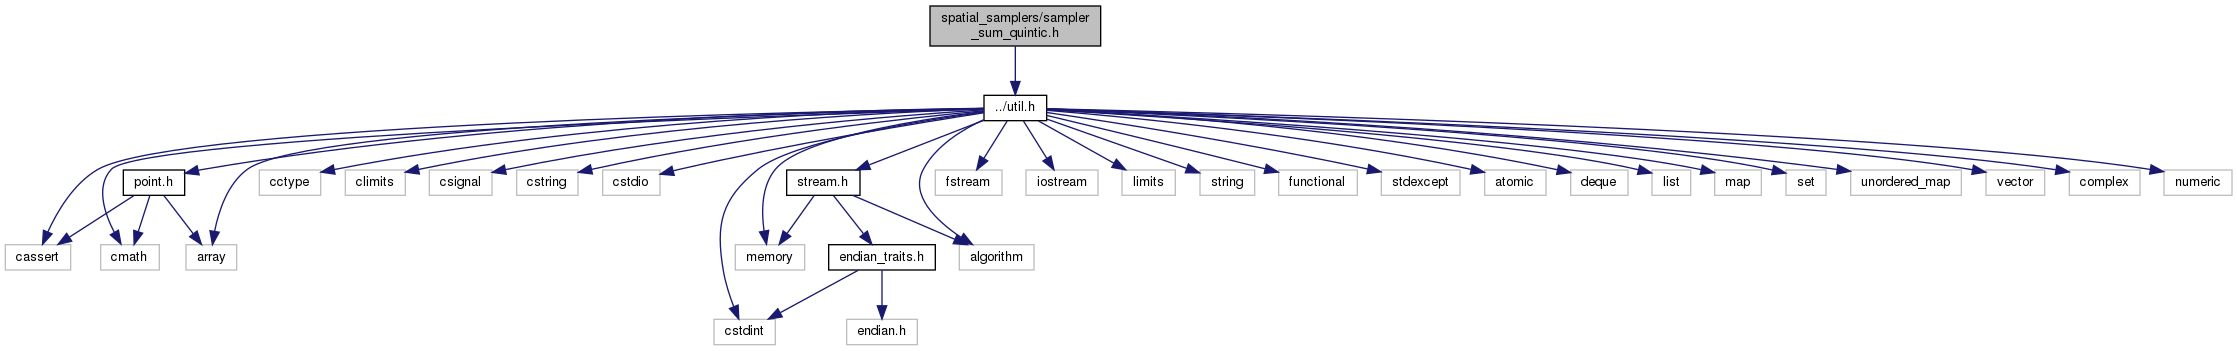 spatial_samplers/sampler
_sum_quintic.h
../util.h
point.h
cctype
climits
csignal
cstring
cstdio
stream.h
fstream
iostream
limits
string
functional
stdexcept
atomic
deque
list
map
set
unordered_map
vector
complex
numeric
cassert
cmath
array
memory
endian_traits.h
algorithm
cstdint
endian.h